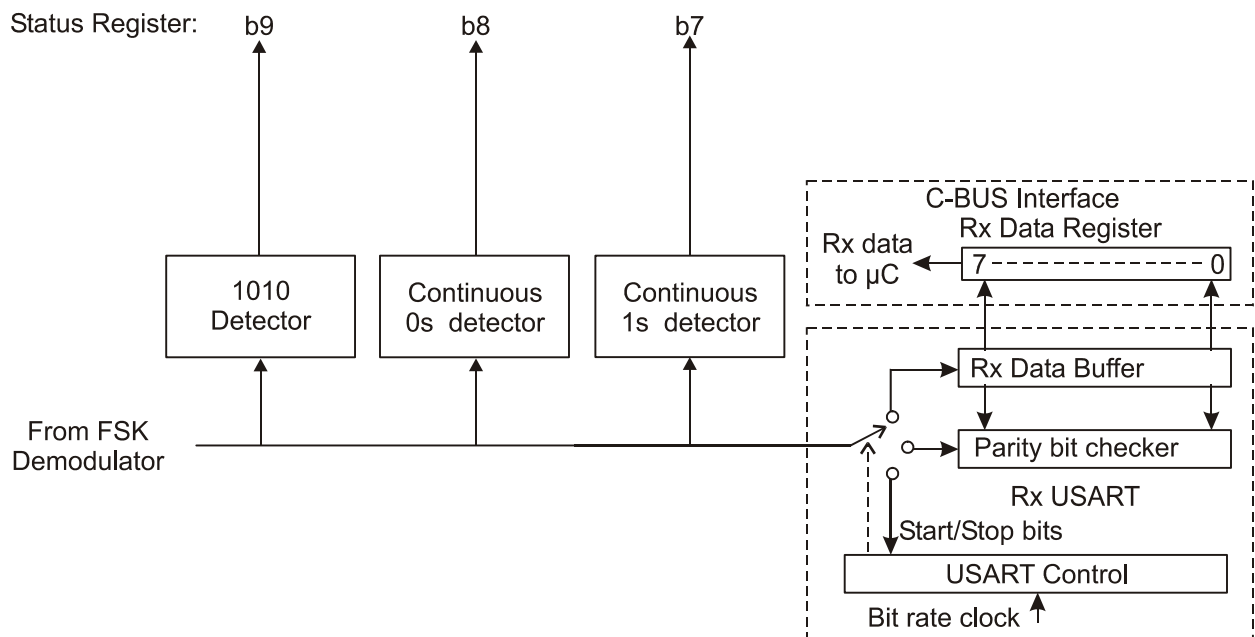 Status Register: b9 b8 b7
C-BUS Interface
Rx Data Register
Rx data
to µC
7 0
1010
Detector
Continuous
0s detector
Continuous
1s detector
Rx Data Buffer
From FSK
Demodulator
Parity bit checker
Rx USART
Start/Stop bits
USART Control
Bit rate clock